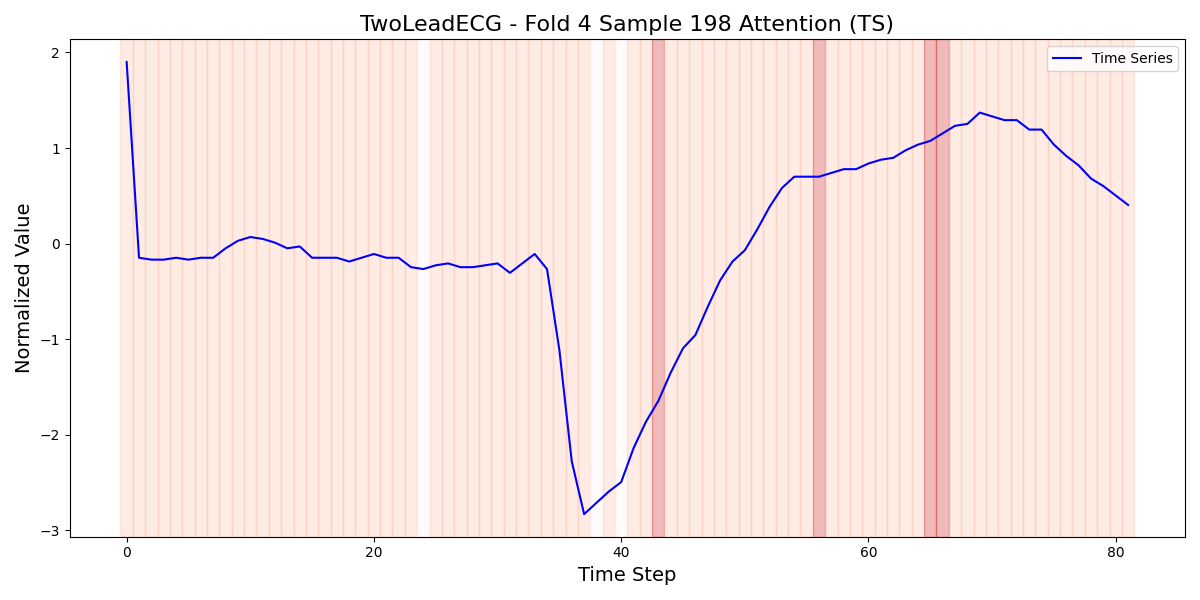 TwoLeadECG - Fold 4 Sample 198 Attention (TS)
Time Series
Normalized Value
2
1
0
−1
−2
−3
0 20 40 60 80
Time Step